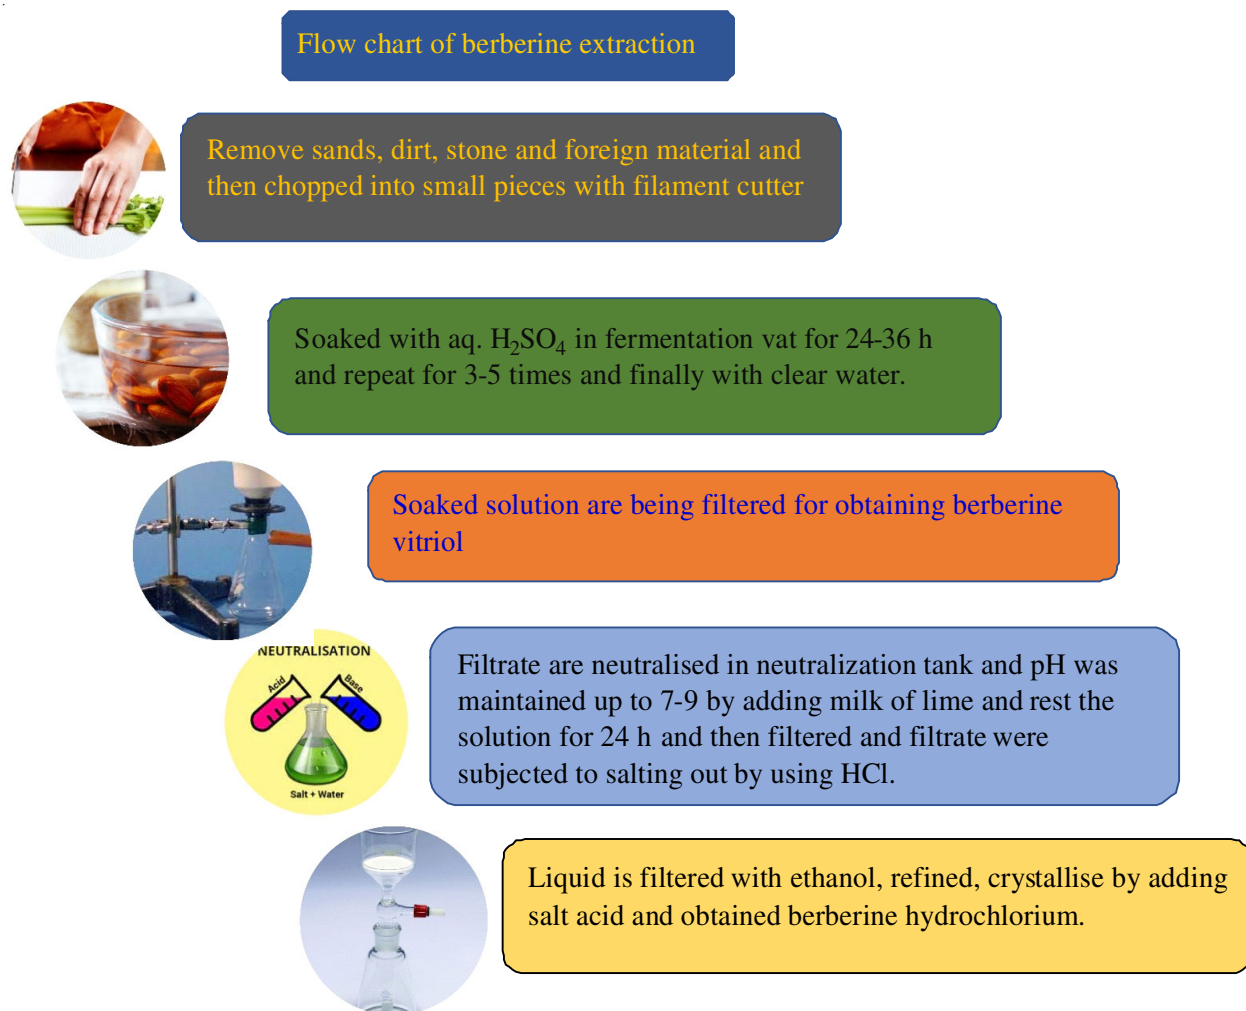 Flow chart of berberine extraction
Remove sands, dirt, stone and foreign material and
then chopped into small pieces with filament cutter
Soaked with aq. H₂SO₄ in fermentation vat for 24-36 h
and repeat for 3-5 times and finally with clear water.
Soaked solution are being filtered for obtaining berberine
vitriol
NEUTRALISATION
Acid
Base
Salt + Water
Filtrate are neutralised in neutralization tank and pH was
maintained up to 7-9 by adding milk of lime and rest the
solution for 24 h and then filtered and filtrate were
subjected to salting out by using HCl.
Liquid is filtered with ethanol, refined, crystallise by adding
salt acid and obtained berberine hydrochlorium.